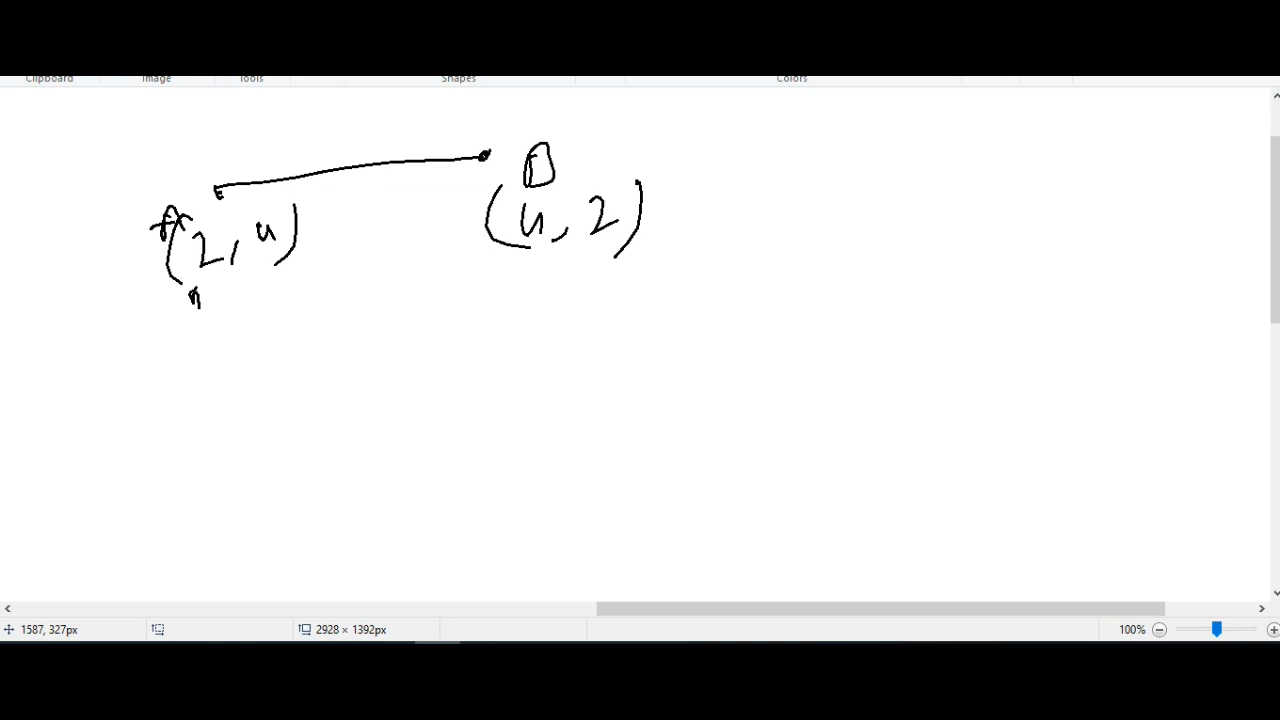 Clipboard Image Tools Shapes Colors
A B
(2, 4) (4, 2)
1587, 327px 2928 × 1392px 100%